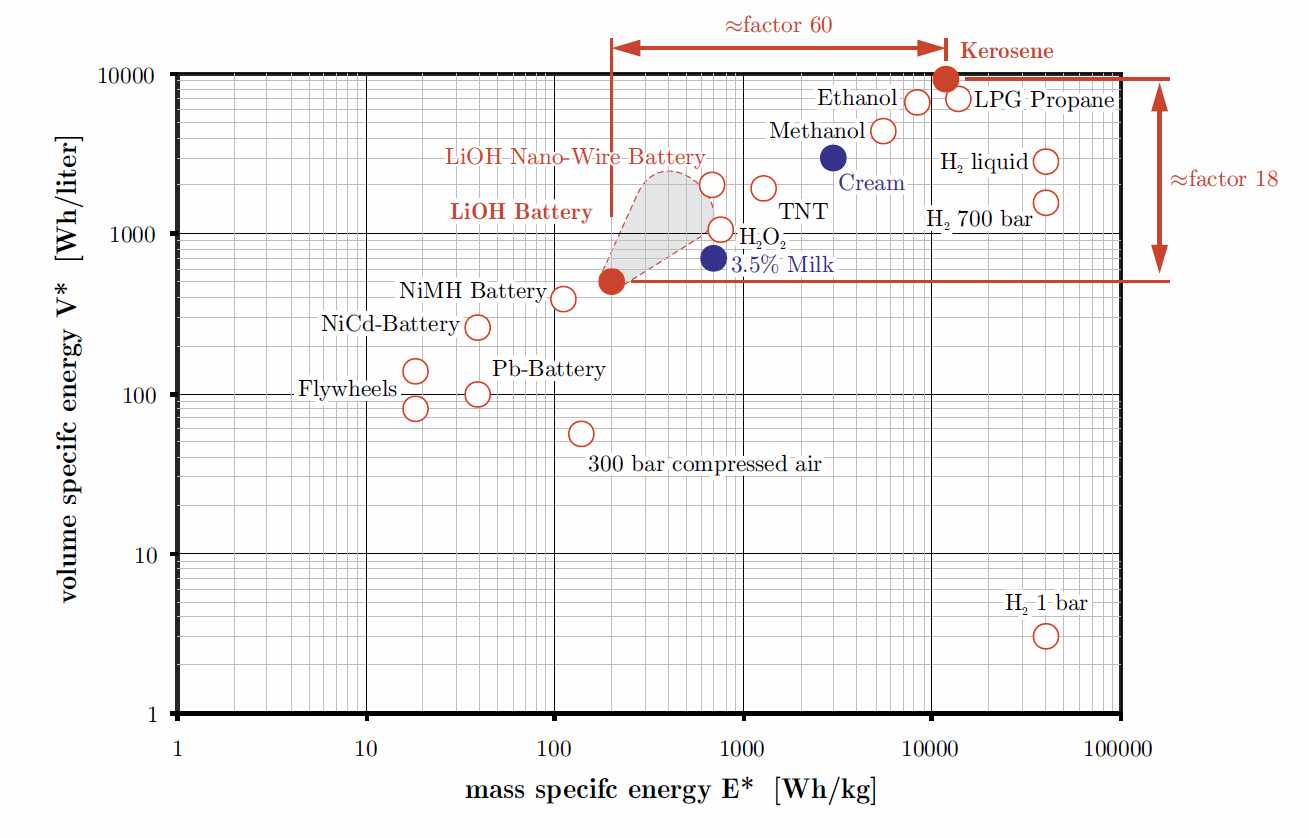 ≈factor 60
Kerosene
10000
Ethanol
LPG Propane
Methanol
LiOH Nano-Wire Battery
H₂ liquid
Cream
≈factor 18
LiOH Battery
TNT
H₂ 700 bar
1000
H₂O₂
3.5% Milk
NiMH Battery
NiCd-Battery
Pb-Battery
Flywheels
100
300 bar compressed air
10
H₂ 1 bar
1
volume specifc energy V* [Wh/liter]
1 10 100 1000 10000 100000
mass specifc energy E* [Wh/kg]